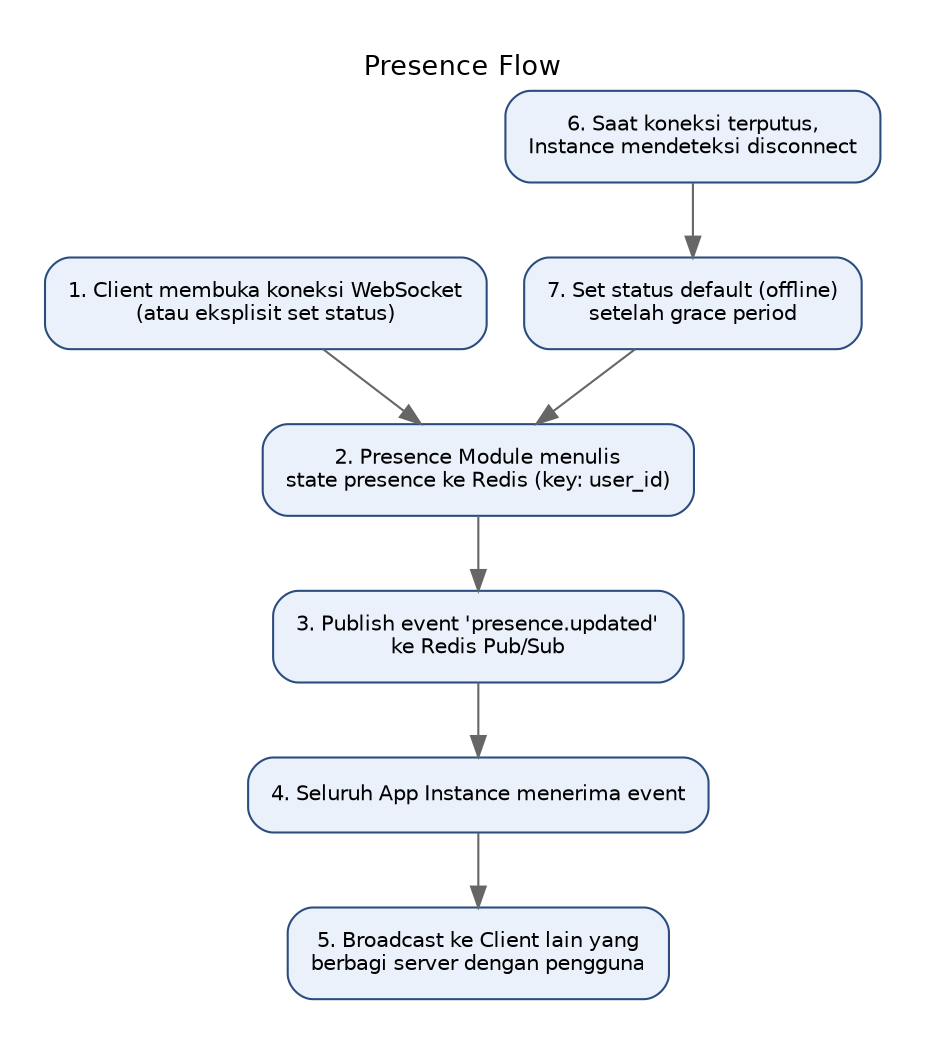 Presence Flow
6. Saat koneksi terputus,
Instance mendeteksi disconnect
1. Client membuka koneksi WebSocket
(atau eksplisit set status)
7. Set status default (offline)
setelah grace period
2. Presence Module menulis
state presence ke Redis (key: user_id)
3. Publish event 'presence.updated'
ke Redis Pub/Sub
4. Seluruh App Instance menerima event
5. Broadcast ke Client lain yang
berbagi server dengan pengguna